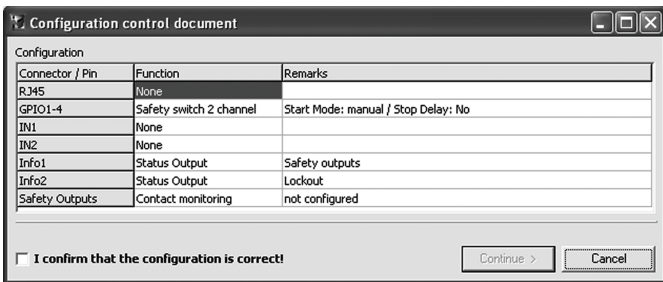 Configuration control document
Configuration
Connector / Pin Function Remarks
RJ45 None
GPIO1-4 Safety switch 2 channel Start Mode: manual / Stop Delay: No
IN1 None
IN2 None
Info1 Status Output Safety outputs
Info2 Status Output Lockout
Safety Outputs Contact monitoring not configured
I confirm that the configuration is correct!
Continue > Cancel